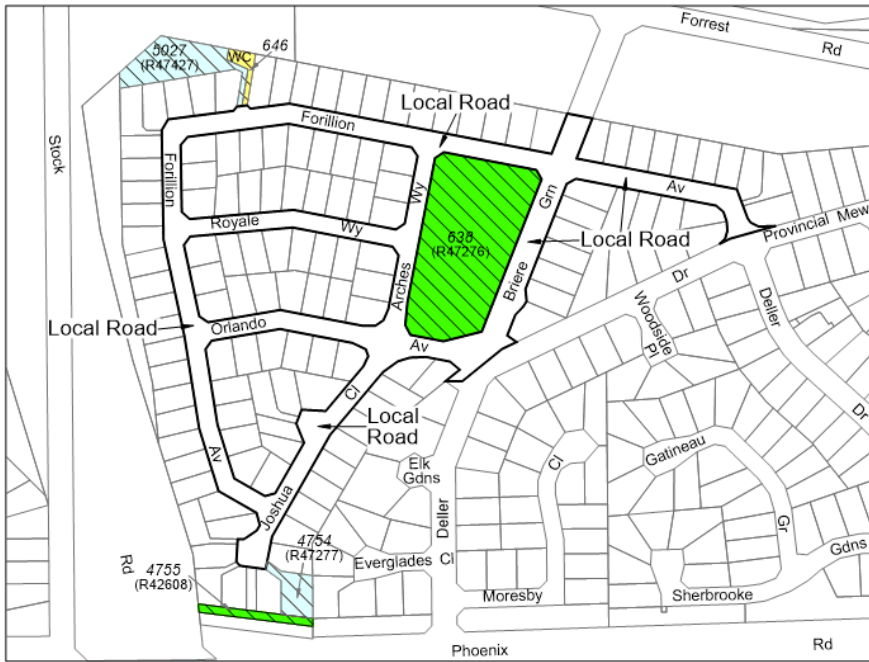 Forrest
Rd
5027
(R47427)
WC
646
Local Road
Stock
Forillion
Forillion
Wy
Av
Grn
Provincial Mew
Royale
Wy
638
(R47276)
Local Road
Arches
Briere
Dr
Deller
Woodside
Pl
Local Road
Orlando
Av
Cl
Local
Road
Dr
Av
Elk
Gdns
Cl
Gatineau
Joshua
Deller
Gr
4754
(R47277)
Rd
4755
(R42608)
Everglades Cl
Gdns
Moresby
Sherbrooke
Phoenix
Rd